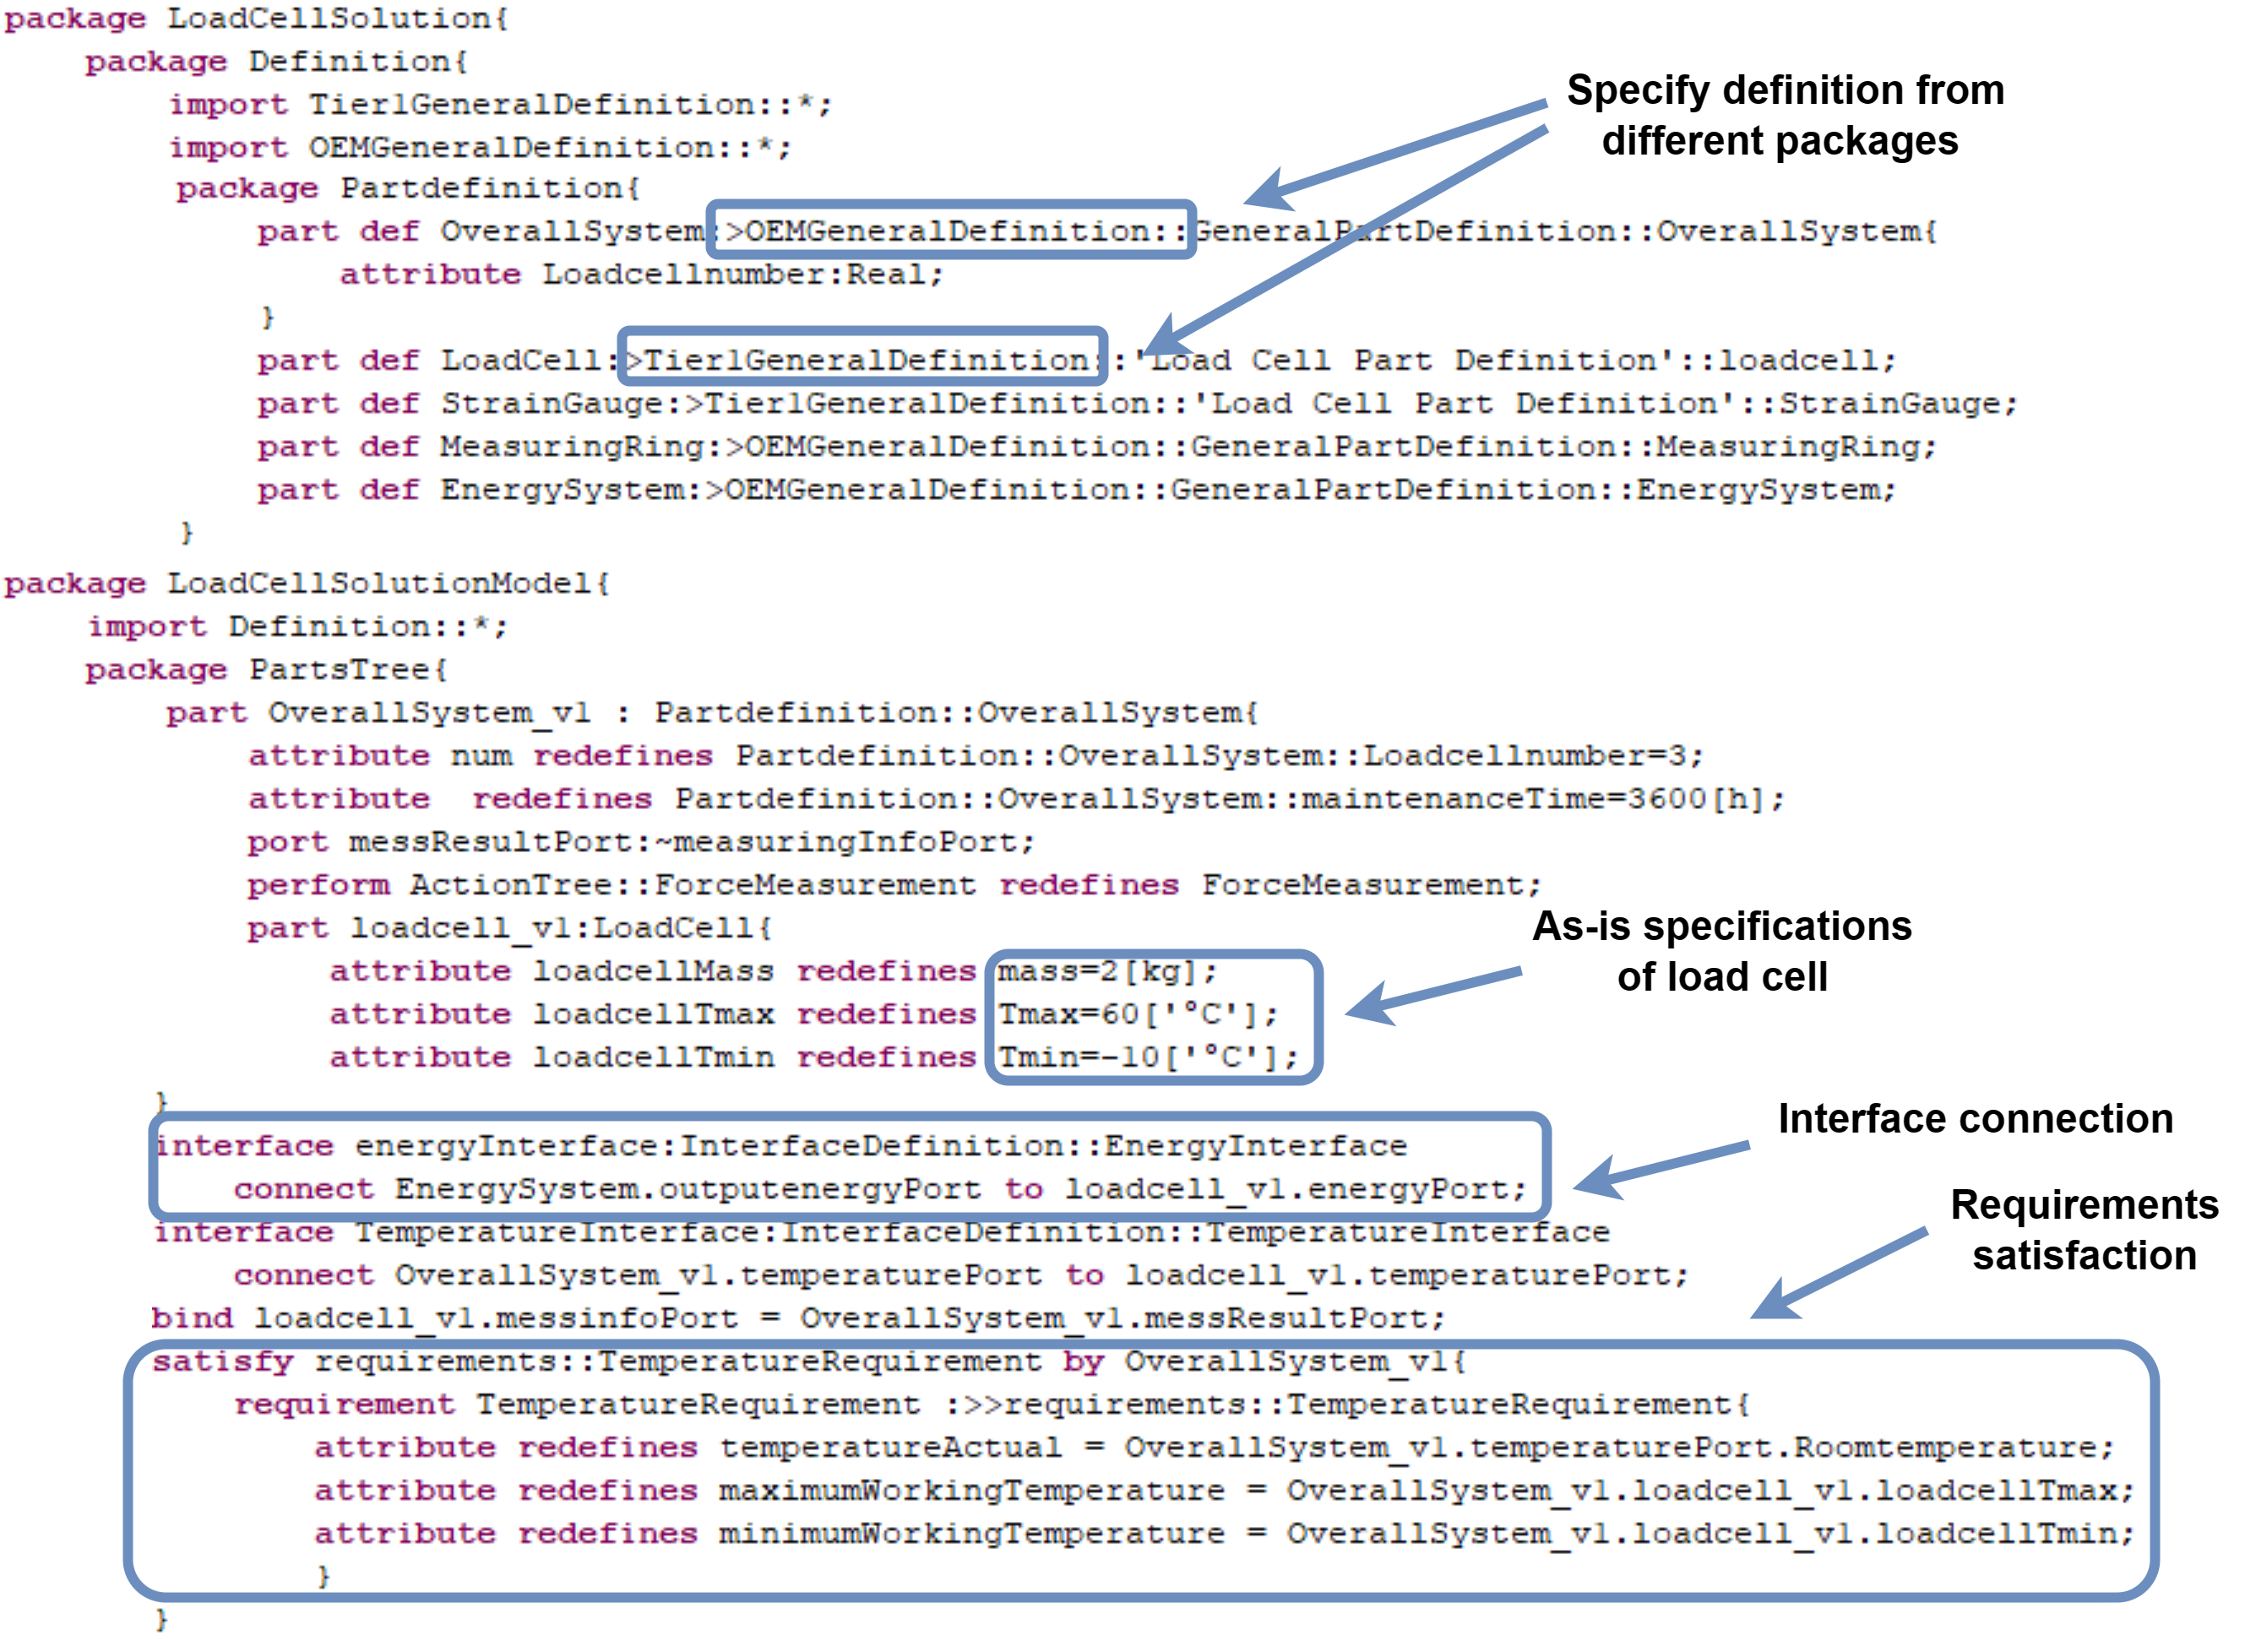 package LoadCellSolution{
package Definition{
import Tier1GeneralDefinition::*;
import OEMGeneralDefinition::*;
package Partdefinition{
part def OverallSystem:>OEMGeneralDefinition::GeneralPartDefinition::OverallSystem{
attribute Loadcellnumber:Real;
}
part def LoadCell:>Tier1GeneralDefinition::'Load Cell Part Definition'::loadcell;
part def StrainGauge:>Tier1GeneralDefinition::'Load Cell Part Definition'::StrainGauge;
part def MeasuringRing:>OEMGeneralDefinition::GeneralPartDefinition::MeasuringRing;
part def EnergySystem:>OEMGeneralDefinition::GeneralPartDefinition::EnergySystem;
}
Specify definition from
different packages
package LoadCellSolutionModel{
import Definition::*;
package PartsTree{
part OverallSystem_v1 : Partdefinition::OverallSystem{
attribute num redefines Partdefinition::OverallSystem::Loadcellnumber=3;
attribute redefines Partdefinition::OverallSystem::maintenanceTime=3600[h];
port messResultPort:~measuringInfoPort;
perform ActionTree::ForceMeasurement redefines ForceMeasurement;
part loadcell_v1:LoadCell{
attribute loadcellMass redefines mass=2[kg];
attribute loadcellTmax redefines Tmax=60['°C'];
attribute loadcellTmin redefines Tmin=-10['°C'];
}
As-is specifications
of load cell
interface energyInterface:InterfaceDefinition::EnergyInterface
connect EnergySystem.outputenergyPort to loadcell_v1.energyPort;
Interface connection
interface TemperatureInterface:InterfaceDefinition::TemperatureInterface
connect OverallSystem_v1.temperaturePort to loadcell_v1.temperaturePort;
bind loadcell_v1.messinfoPort = OverallSystem_v1.messResultPort;
Requirements
satisfaction
satisfy requirements::TemperatureRequirement by OverallSystem_v1{
requirement TemperatureRequirement :>>requirements::TemperatureRequirement{
attribute redefines temperatureActual = OverallSystem_v1.temperaturePort.Roomtemperature;
attribute redefines maximumWorkingTemperature = OverallSystem_v1.loadcell_v1.loadcellTmax;
attribute redefines minimumWorkingTemperature = OverallSystem_v1.loadcell_v1.loadcellTmin;
}
}